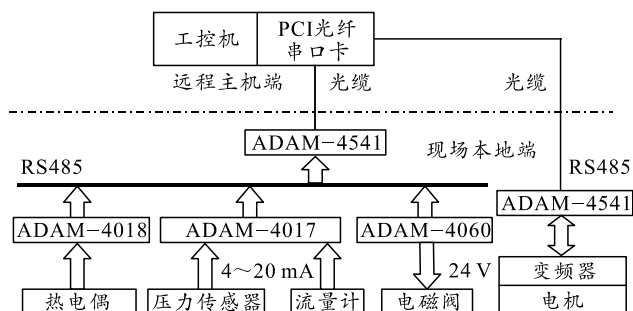 工控机
PCI光纤
串口卡
远程主机端
光缆
光缆
ADAM-4541
现场本地端
RS485
RS485
ADAM-4018
ADAM-4017
ADAM-4060
ADAM-4541
4～20 mA
24 V
变频器
热电偶
压力传感器
流量计
电磁阀
电机